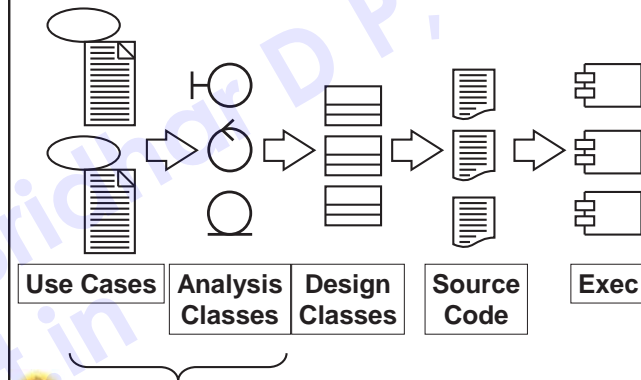 Use Cases
Analysis
Classes
Design
Classes
Source
Code
Exec